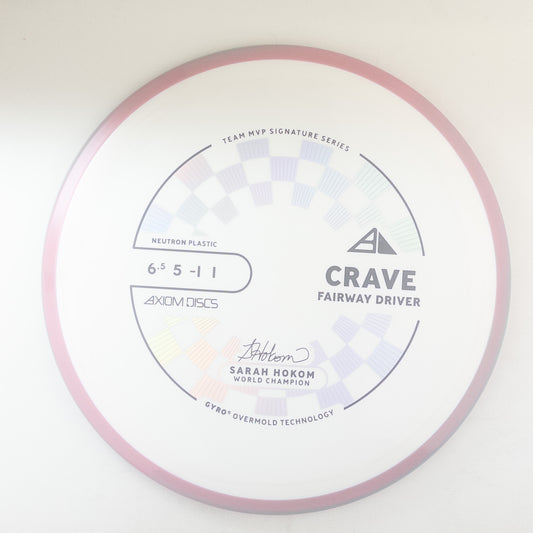 TEAM MVP SIGNATURE SERIES
NEUTRON PLASTIC
6.5 5 -1 1
AXIOM DISCS
CRAVE
FAIRWAY DRIVER
SHokom
SARAH HOKOM
WORLD CHAMPION
GYRO® OVERMOLD TECHNOLOGY